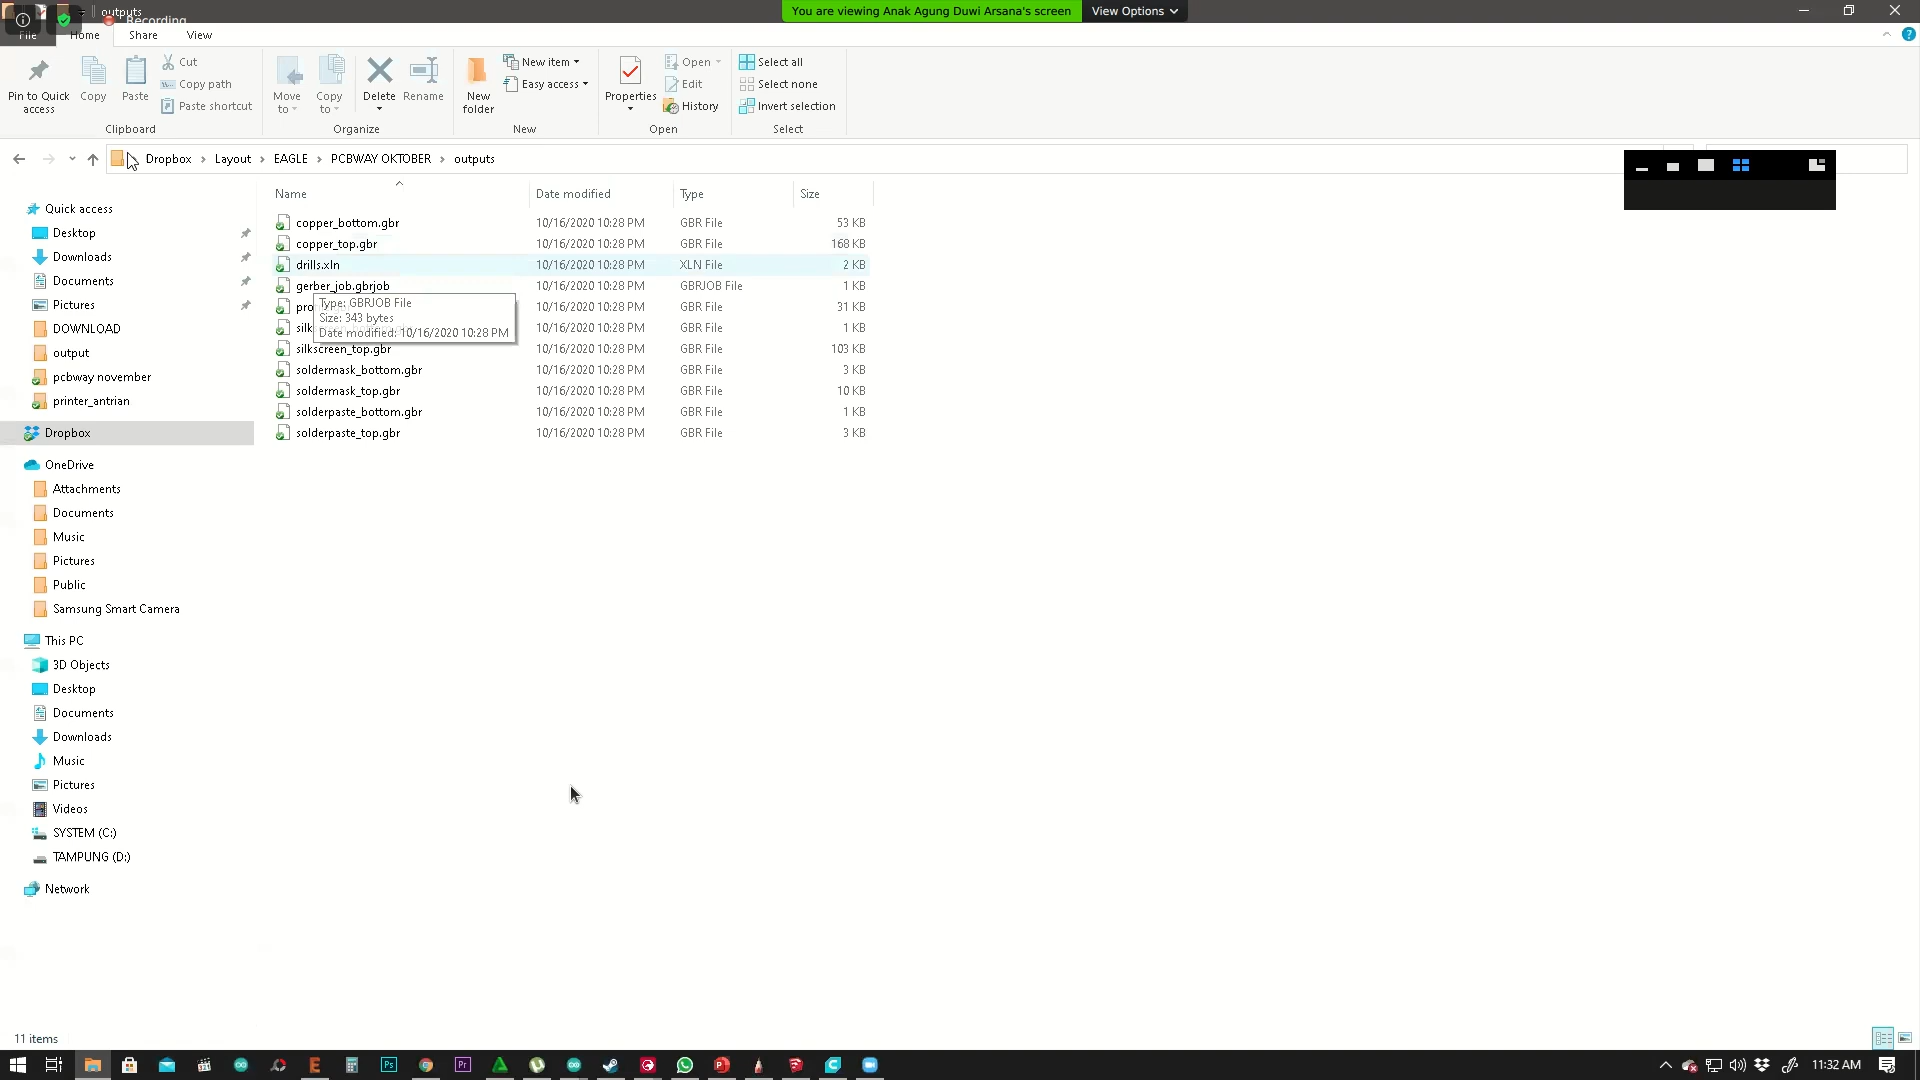 outputs
Recording
You are viewing Anak Agung Duwi Arsana's screen
View Options
File
Home
Share
View
Pin to Quick access
Copy
Paste
Cut
Copy path
Paste shortcut
Clipboard
Move to
Copy to
Delete
Rename
Organize
New folder
New item
Easy access
New
Properties
Open
Edit
History
Open
Select all
Select none
Invert selection
Select
Dropbox > Layout > EAGLE > PCBWAY OKTOBER > outputs
Name Date modified Type Size
copper_bottom.gbr 10/16/2020 10:28 PM GBR File 53 KB
copper_top.gbr 10/16/2020 10:28 PM GBR File 168 KB
drills.xln 10/16/2020 10:28 PM XLN File 2 KB
gerber_job.gbrjob 10/16/2020 10:28 PM GBRJOB File 1 KB
pro 10/16/2020 10:28 PM GBR File 31 KB
silk 10/16/2020 10:28 PM GBR File 1 KB
Type: GBRJOB File
Size: 343 bytes
Date modified: 10/16/2020 10:28 PM
silkscreen_top.gbr 10/16/2020 10:28 PM GBR File 103 KB
soldermask_bottom.gbr 10/16/2020 10:28 PM GBR File 3 KB
soldermask_top.gbr 10/16/2020 10:28 PM GBR File 10 KB
solderpaste_bottom.gbr 10/16/2020 10:28 PM GBR File 1 KB
solderpaste_top.gbr 10/16/2020 10:28 PM GBR File 3 KB
Quick access
Desktop
Downloads
Documents
Pictures
DOWNLOAD
output
pcbway november
printer_antrian
Dropbox
OneDrive
Attachments
Documents
Music
Pictures
Public
Samsung Smart Camera
This PC
3D Objects
Desktop
Documents
Downloads
Music
Pictures
Videos
SYSTEM (C:)
TAMPUNG (D:)
Network
11 items
11:32 AM